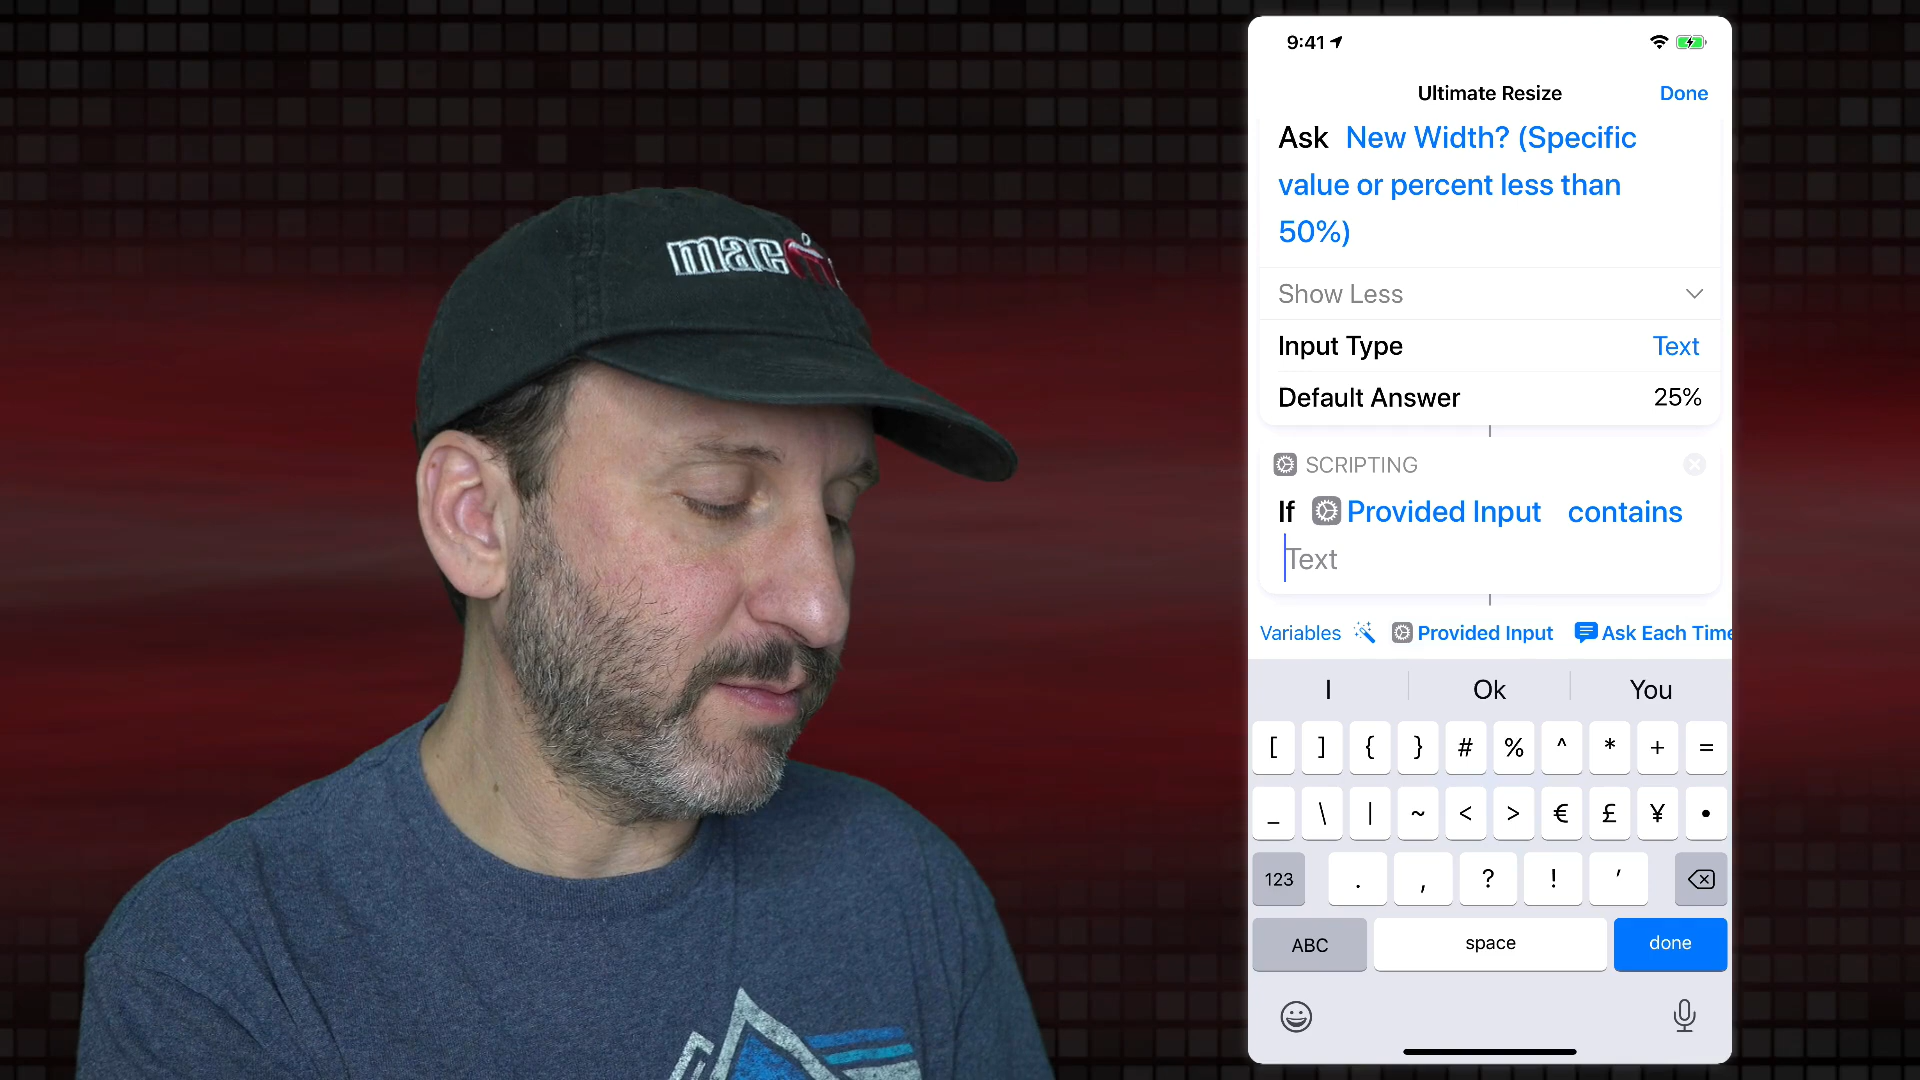 mac
9:41
Ultimate Resize
Done
Ask New Width? (Specific
value or percent less than
50%)
Show Less
Input Type
Text
Default Answer
25%
SCRIPTING
If Provided Input contains
Text
Variables Provided Input Ask Each Time
I Ok You
[ ] { } # % ^ * + =
_ \ | ~ < > € £ ¥ •
123 . , ? ! ’
ABC space done